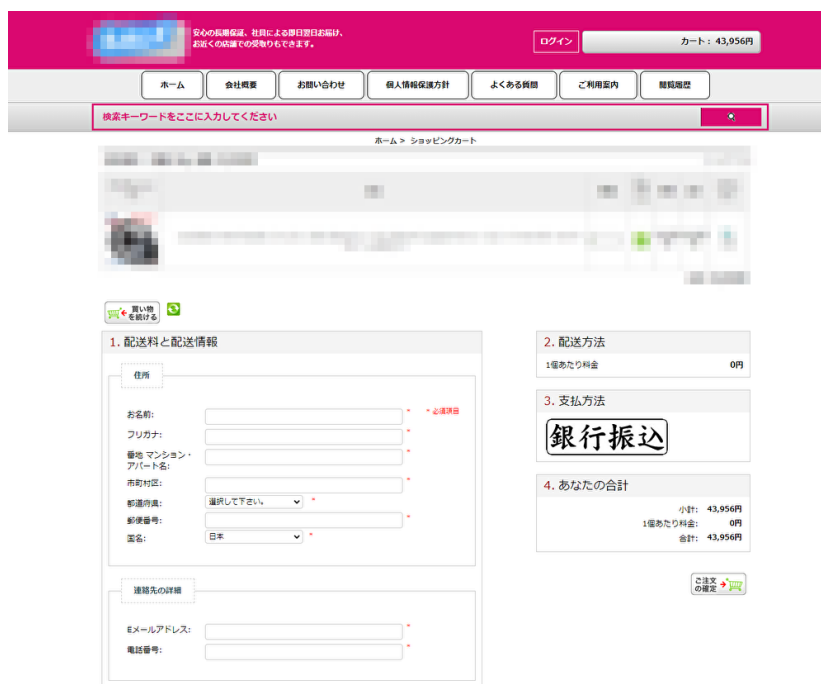 安心の長期保証、社員による即日翌日お届け、
お近くの店舗での受取りもできます。
ログイン
カート: 43,956円
ホーム
会社概要
お問い合わせ
個人情報保護方針
よくある質問
ご利用案内
閲覧履歴
検索キーワードをここに入力してください
ホーム > ショッピングカート
買い物
を続ける
1. 配送料と配送情報
住所
お名前: *
* 必須項目
フリガナ: *
番地 マンション・
アパート名: *
市町村区: *
都道府県: 選択して下さい。 *
郵便番号: *
国名: 日本 *
連絡先の詳細
Eメールアドレス: *
電話番号: *
2. 配送方法
1個あたり料金 0円
3. 支払方法
銀行振込
4. あなたの合計
小計: 43,956円
1個あたり料金: 0円
合計: 43,956円
ご注文
の確定